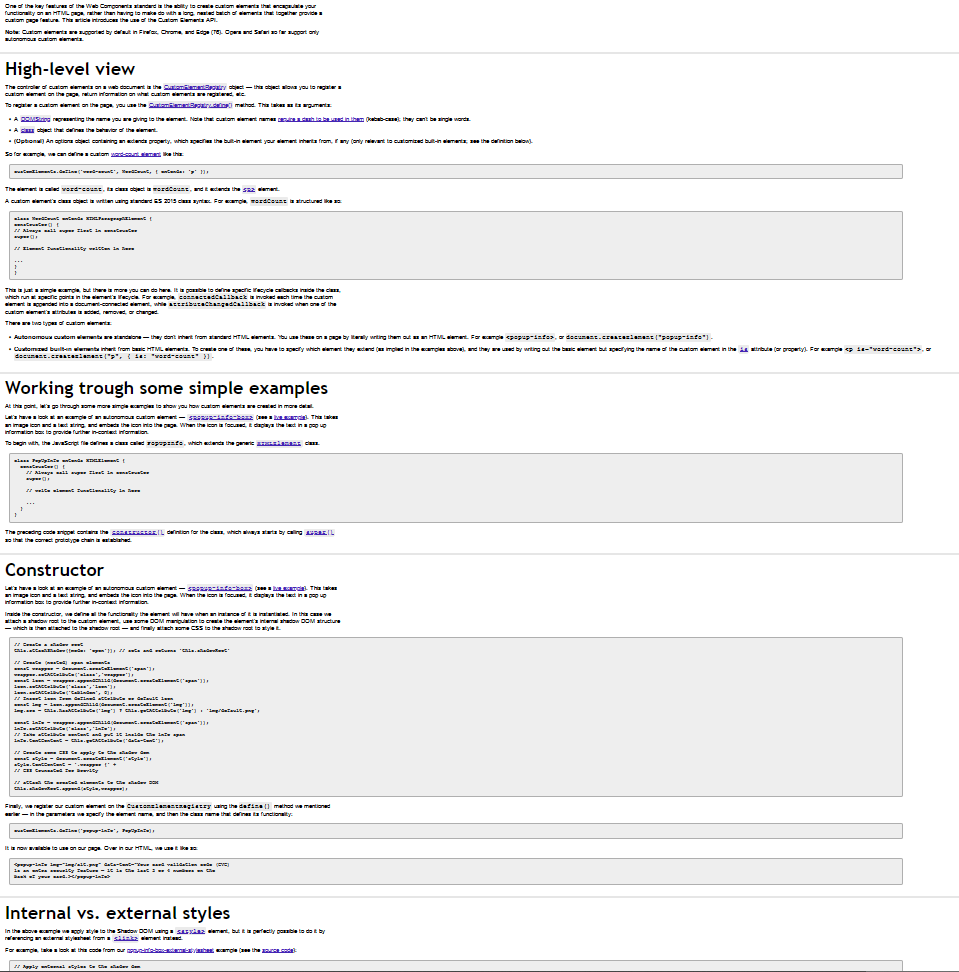 One of the key features of the Web Components standard is the ability to create custom elements that encapsulate your
functionality on an HTML page, rather than having to make do with a long, nested batch of elements that together provide a
custom page feature. This article introduces the use of the Custom Elements API.
Note: Custom elements are supported by default in Firefox, Chrome, and Edge (76). Opera and Safari so far support only
autonomous custom elements.
High-level view
The controller of custom elements on a web document is the CustomElementRegistry object — this object allows you to register a
custom element on the page, return information on what custom elements are registered, etc.
To register a custom element on the page, you use the CustomElementRegistry.define() method. This takes as its arguments:
• A DOMString representing the name you are giving to the element. Note that custom element names require a dash to be used in them (kebab-case); they can't be single words.
• A class object that defines the behavior of the element.
• (Optional) An options object containing an extends property, which specifies the built-in element your element inherits from, if any (only relevant to customized built-in elements; see the definition below).
So for example, we can define a custom word-count element like this:
customElements.define('word-count', WordCount, { extends: 'p' });
The element is called word-count, its class object is WordCount, and it extends the <p> element.
A custom element's class object is written using standard ES 2015 class syntax. For example, WordCount is structured like so:
class WordCount extends HTMLParagraphElement {
constructor() {
// Always call super first in constructor
super();
// Element functionality written in here
...
}
}
This is just a simple example, but there is more you can do here. It is possible to define specific lifecycle callbacks inside the class,
which run at specific points in the element's lifecycle. For example, connectedCallback is invoked each time the custom
element is appended into a document-connected element, while attributeChangedCallback is invoked when one of the
custom element's attributes is added, removed, or changed.
There are two types of custom elements:
• Autonomous custom elements are standalone — they don't inherit from standard HTML elements. You use these on a page by literally writing them out as an HTML element. For example <popup-info>, or document.createElement("popup-info").
• Customized built-in elements inherit from basic HTML elements. To create one of these, you have to specify which element they extend (as implied in the examples above), and they are used by writing out the basic element but specifying the name of the custom element in the is attribute (or property). For example <p is="word-count">, or
document.createElement("p", { is: "word-count" }).
Working trough some simple examples
At this point, let's go through some more simple examples to show you how custom elements are created in more detail.
Let's have a look at an example of an autonomous custom element — <popup-info-box> (see a live example). This takes
an image icon and a text string, and embeds the icon into the page. When the icon is focused, it displays the text in a pop up
information box to provide further in-context information.
To begin with, the JavaScript file defines a class called PopUpInfo, which extends the generic HTMLElement class.
class PopUpInfo extends HTMLElement {
constructor() {
// Always call super first in constructor
super();
// write element functionality in here
...
}
}
The preceding code snippet contains the constructor() definition for the class, which always starts by calling super()
so that the correct prototype chain is established.
Constructor
Let's have a look at an example of an autonomous custom element — <popup-info-box> (see a live example). This takes
an image icon and a text string, and embeds the icon into the page. When the icon is focused, it displays the text in a pop up
information box to provide further in-context information.
Inside the constructor, we define all the functionality the element will have when an instance of it is instantiated. In this case we
attach a shadow root to the custom element, use some DOM manipulation to create the element's internal shadow DOM structure
— which is then attached to the shadow root — and finally attach some CSS to the shadow root to style it.
// Create a shadow root
this.attachShadow({mode: 'open'}); // sets and returns 'this.shadowRoot'
// Create (nested) span elements
const wrapper = document.createElement('span');
wrapper.setAttribute('class','wrapper');
const icon = wrapper.appendChild(document.createElement('span'));
icon.setAttribute('class','icon');
icon.setAttribute('tabindex', 0);
// Insert icon from defined attribute or default icon
const img = icon.appendChild(document.createElement('img'));
img.src = this.hasAttribute('img') ? this.getAttribute('img') : 'img/default.png';
const info = wrapper.appendChild(document.createElement('span'));
info.setAttribute('class','info');
// Take attribute content and put it inside the info span
info.textContent = this.getAttribute('data-text');
// Create some CSS to apply to the shadow dom
const style = document.createElement('style');
style.textContent = '.wrapper {' +
// CSS truncated for brevity
// attach the created elements to the shadow DOM
this.shadowRoot.append(style,wrapper);
Finally, we register our custom element on the CustomElementRegistry using the define() method we mentioned
earlier — in the parameters we specify the element name, and then the class name that defines its functionality:
customElements.define('popup-info', PopUpInfo);
It is now available to use on our page. Over in our HTML, we use it like so:
<popup-info img="img/alt.png" data-text="Your card validation code (CVC)
is an extra security feature — it is the last 3 or 4 numbers on the
back of your card."></popup-info>
Internal vs. external styles
In the above example we apply style to the Shadow DOM using a <style> element, but it is perfectly possible to do it by
referencing an external stylesheet from a <link> element instead.
For example, take a look at this code from our popup-info-box-external-stylesheet example (see the source code):
// Apply external styles to the shadow dom